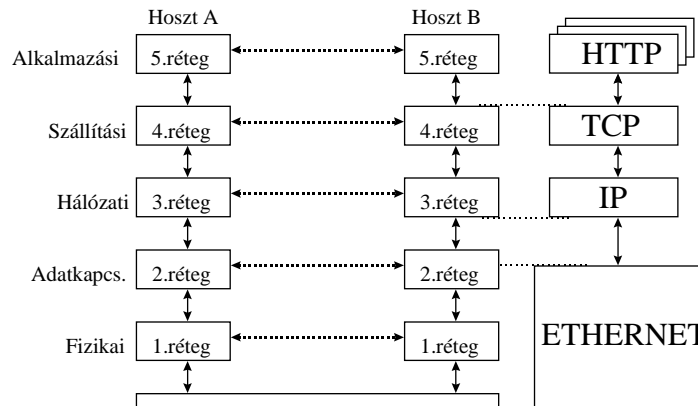 Hoszt A
Hoszt B
Alkalmazási
5.réteg
5.réteg
HTTP
Szállítási
4.réteg
4.réteg
TCP
Hálózati
3.réteg
3.réteg
IP
Adatkapcs.
2.réteg
2.réteg
ETHERNET
Fizikai
1.réteg
1.réteg